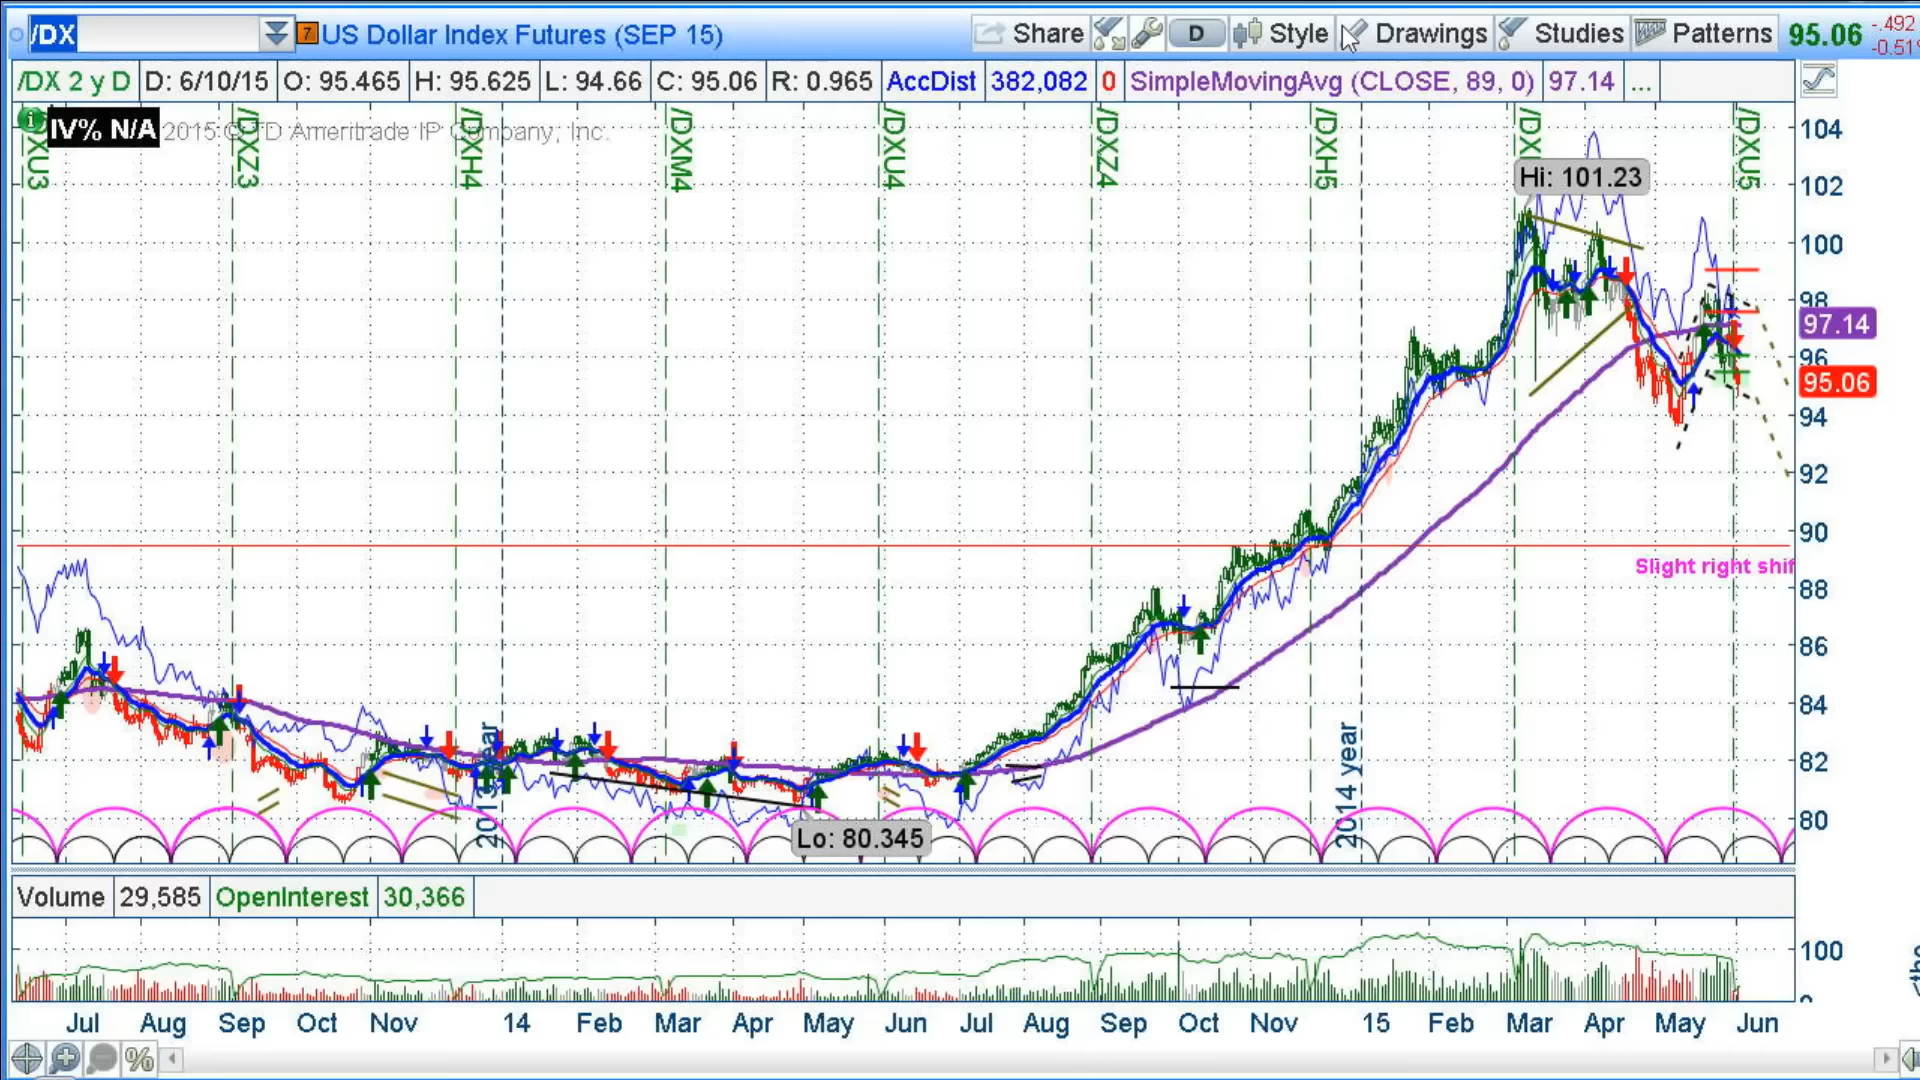 /DX
7
US Dollar Index Futures (SEP 15)
Share
D
Style
Drawings
Studies
Patterns
95.06
-.492
-0.51%
/DX 2 y D
D: 6/10/15
O: 95.465
H: 95.625
L: 94.66
C: 95.06
R: 0.965
AccDist
382,082
0
SimpleMovingAvg (CLOSE, 89, 0)
97.14
...
IV% N/A
2015 © TD Ameritrade IP Company, Inc.
/DXZ3
/DXH4
/DXM4
/DXU4
/DXZ4
/DXH5
/DXU5
Hi: 101.23
104
102
100
98
97.14
96
95.06
94
92
90
Slight right shif
88
86
84
82
80
2013 year
2014 year
Lo: 80.345
Volume
29,585
OpenInterest
30,366
100
0
Jul
Aug
Sep
Oct
Nov
14
Feb
Mar
Apr
May
Jun
Jul
Aug
Sep
Oct
Nov
15
Feb
Mar
Apr
May
Jun
%